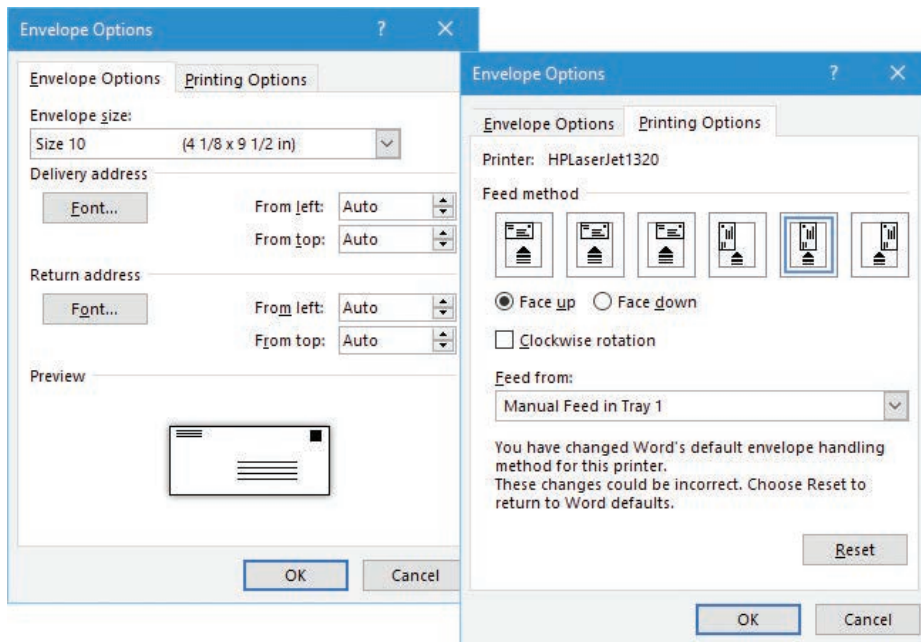 Envelope Options ?
Envelope Options Printing Options
Envelope size:
Size 10 (4 1/8 x 9 1/2 in)
Delivery address
Font... From left: Auto
From top: Auto
Return address
Font... From left: Auto
From top: Auto
Preview
OK Cancel
Envelope Options ?
Envelope Options Printing Options
Printer: HPLaserJet1320
Feed method
Face up Face down
Clockwise rotation
Feed from:
Manual Feed in Tray 1
You have changed Word's default envelope handling
method for this printer.
These changes could be incorrect. Choose Reset to
return to Word defaults.
Reset
OK Cancel